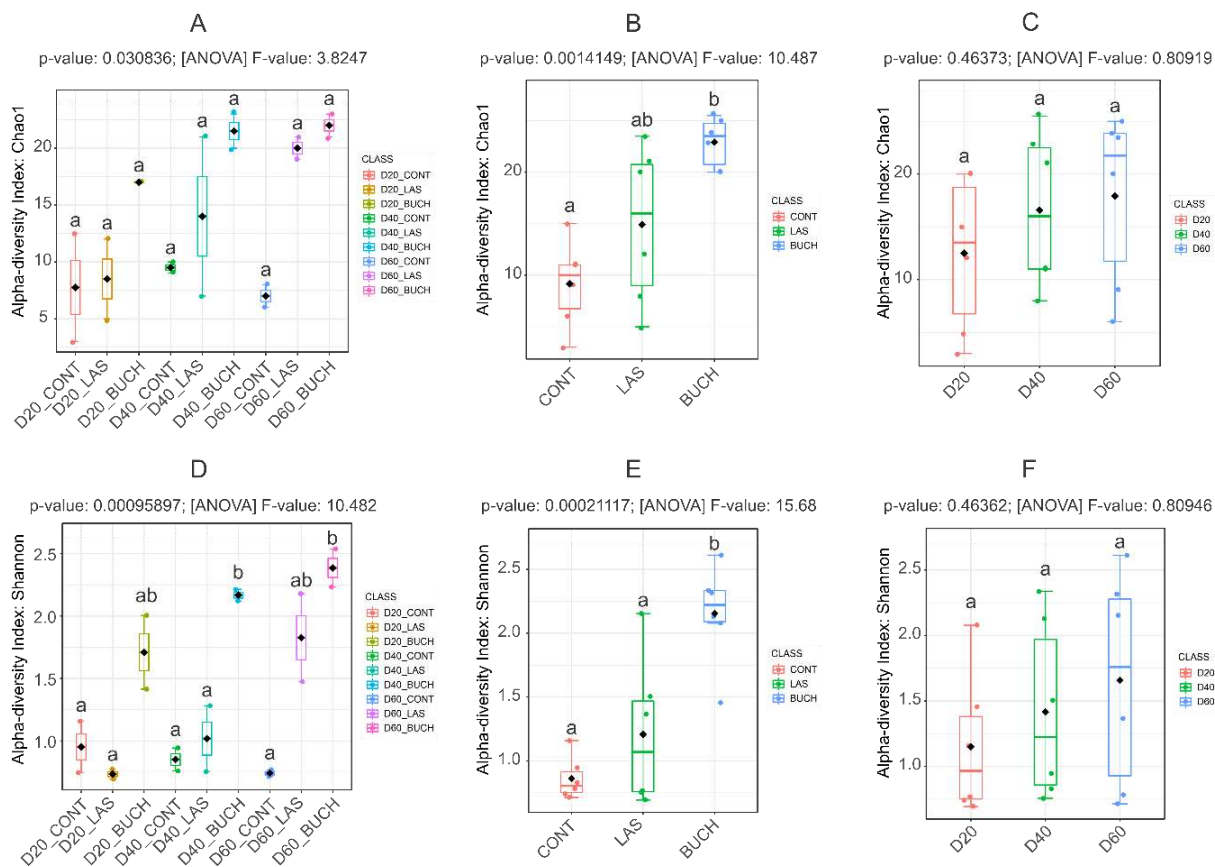 A
p-value: 0.030836; [ANOVA] F-value: 3.8247
Alpha-diversity Index: Chao1
20
15
10
5
a
a
a
a
a
a
a
a
a
D20_CONT
D20_LAS
D20_BUCH
D40_CONT
D40_LAS
D40_BUCH
D60_CONT
D60_LAS
D60_BUCH
CLASS
D20_CONT
D20_LAS
D20_BUCH
D40_CONT
D40_LAS
D40_BUCH
D60_CONT
D60_LAS
D60_BUCH
B
p-value: 0.0014149; [ANOVA] F-value: 10.487
Alpha-diversity Index: Chao1
20
10
a
ab
b
CONT
LAS
BUCH
CLASS
CONT
LAS
BUCH
C
p-value: 0.46373; [ANOVA] F-value: 0.80919
Alpha-diversity Index: Chao1
20
10
a
a
a
D20
D40
D60
CLASS
D20
D40
D60
D
p-value: 0.00095897; [ANOVA] F-value: 10.482
Alpha-diversity Index: Shannon
2.5
2.0
1.5
1.0
a
a
ab
a
a
b
a
ab
b
D20_CONT
D20_LAS
D20_BUCH
D40_CONT
D40_LAS
D40_BUCH
D60_CONT
D60_LAS
D60_BUCH
CLASS
D20_CONT
D20_LAS
D20_BUCH
D40_CONT
D40_LAS
D40_BUCH
D60_CONT
D60_LAS
D60_BUCH
E
p-value: 0.00021117; [ANOVA] F-value: 15.68
Alpha-diversity Index: Shannon
2.5
2.0
1.5
1.0
a
a
b
CONT
LAS
BUCH
CLASS
CONT
LAS
BUCH
F
p-value: 0.46362; [ANOVA] F-value: 0.80946
Alpha-diversity Index: Shannon
2.5
2.0
1.5
1.0
a
a
a
D20
D40
D60
CLASS
D20
D40
D60